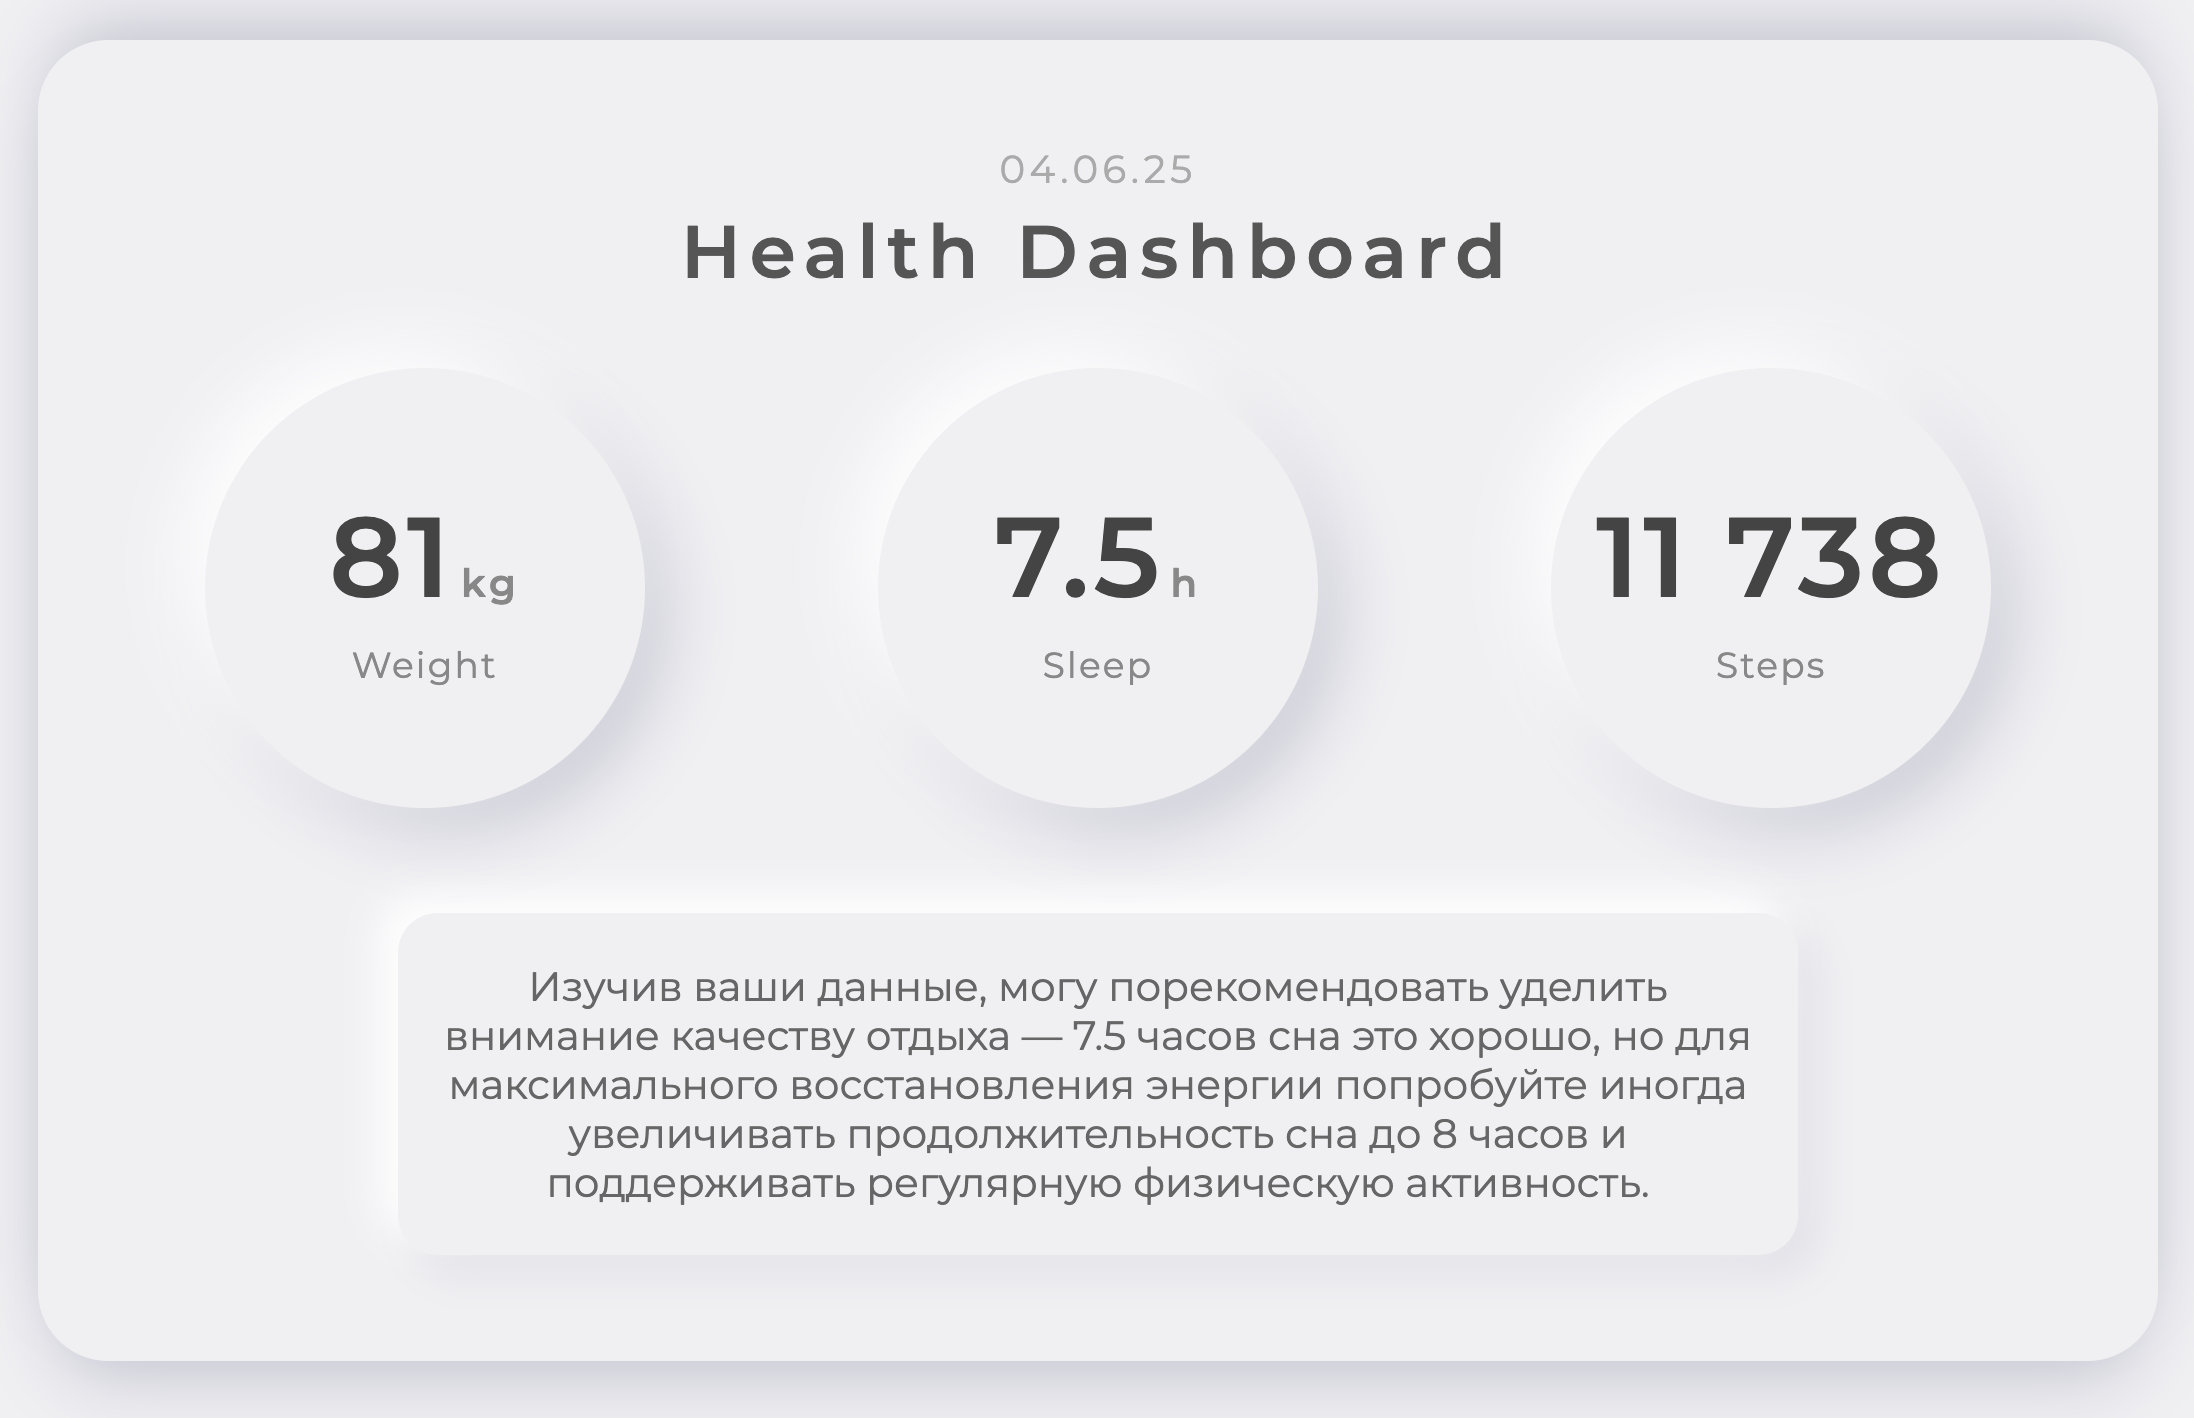 04.06.25
Health Dashboard
81 kg
Weight
7.5 h
Sleep
11 738
Steps
Изучив ваши данные, могу порекомендовать уделить
внимание качеству отдыха — 7.5 часов сна это хорошо, но для
максимального восстановления энергии попробуйте иногда
увеличивать продолжительность сна до 8 часов и
поддерживать регулярную физическую активность.